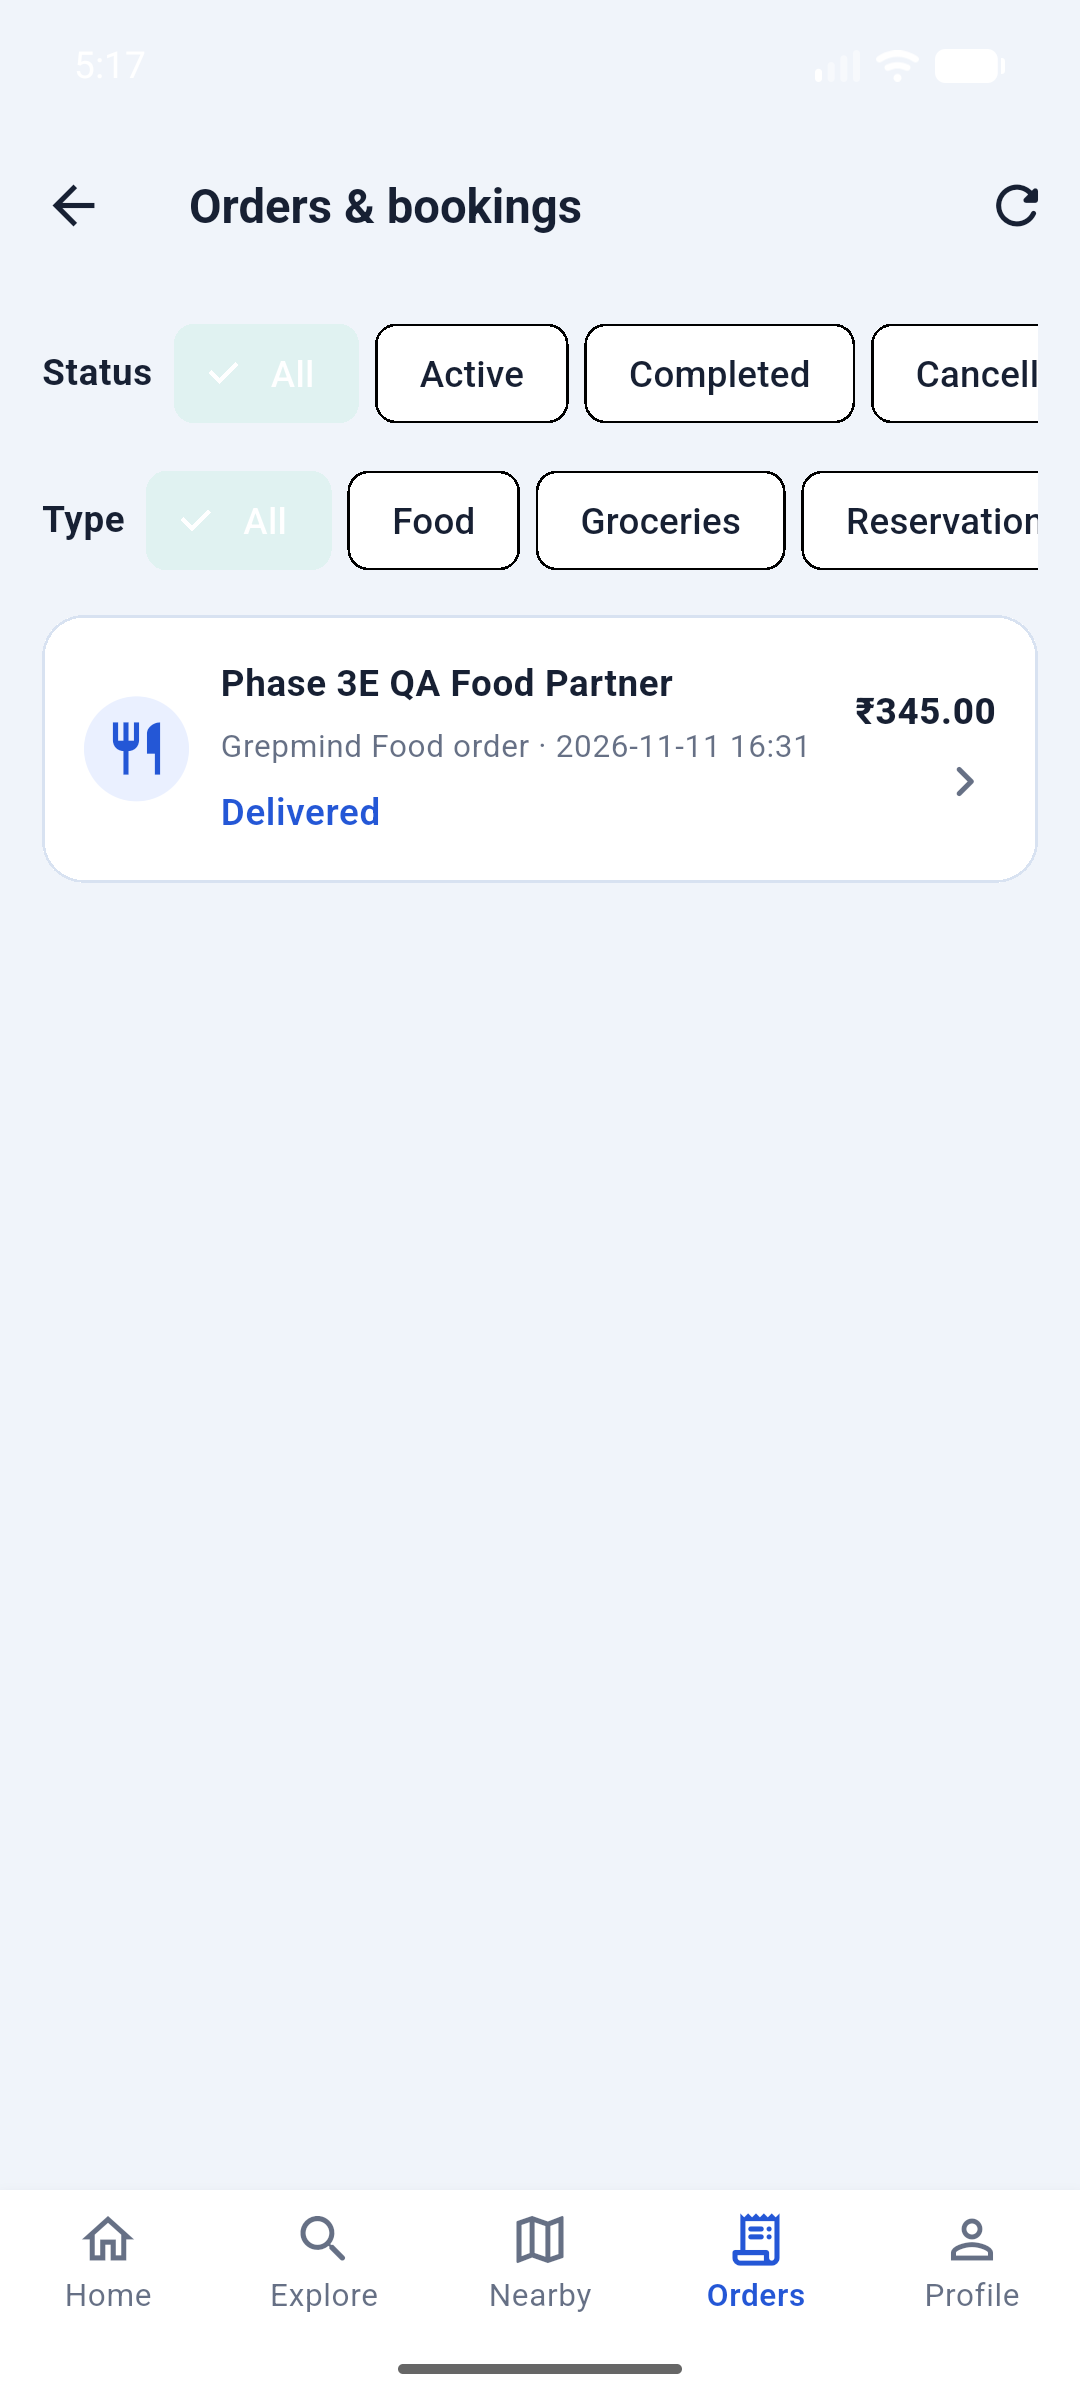 5:17
Orders & bookings
Status All Active Completed Cancell
Type All Food Groceries Reservation
Phase 3E QA Food Partner
₹345.00
Grepmind Food order · 2026-11-11 16:31
Delivered
Home Explore Nearby Orders Profile